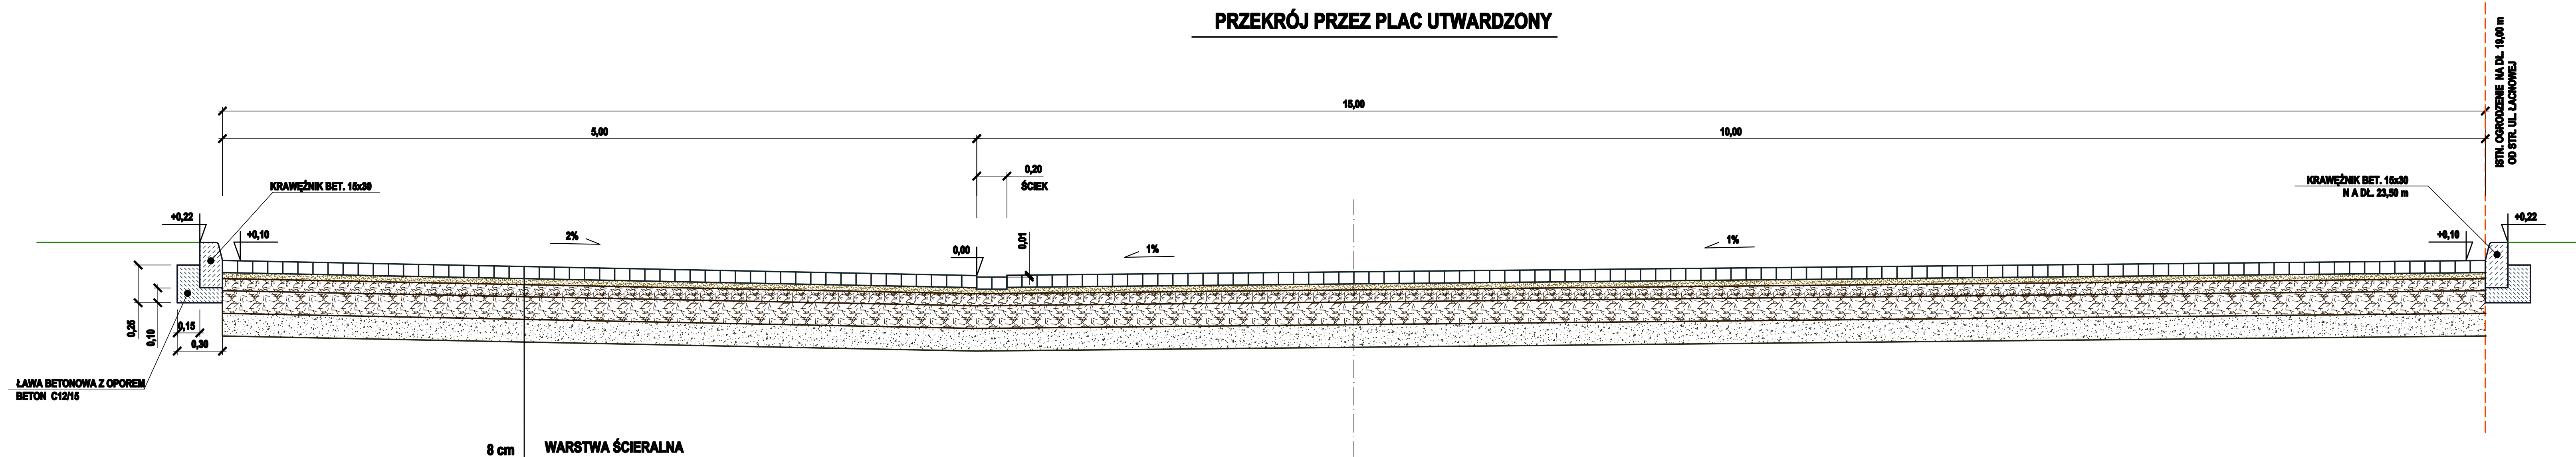 PRZEKRÓJ PRZEZ PLAC UTWARDZONY
ISTN. OGRODZENIE NA DŁ. 19,00 m
OD STR. UL. ŁACNOWEJ
15,00
5,00
10,00
0,20
ŚCIEK
KRAWĘŻNIK BET. 15x30
KRAWĘŻNIK BET. 15x30
N A DŁ. 23,50 m
+0,22
+0,10
2%
0,00
0,01
1%
1%
+0,10
+0,22
0,25
0,10
0,15
0,30
ŁAWA BETONOWA Z OPOREM
BETON C12/15
8 cm WARSTWA ŚCIERALNA